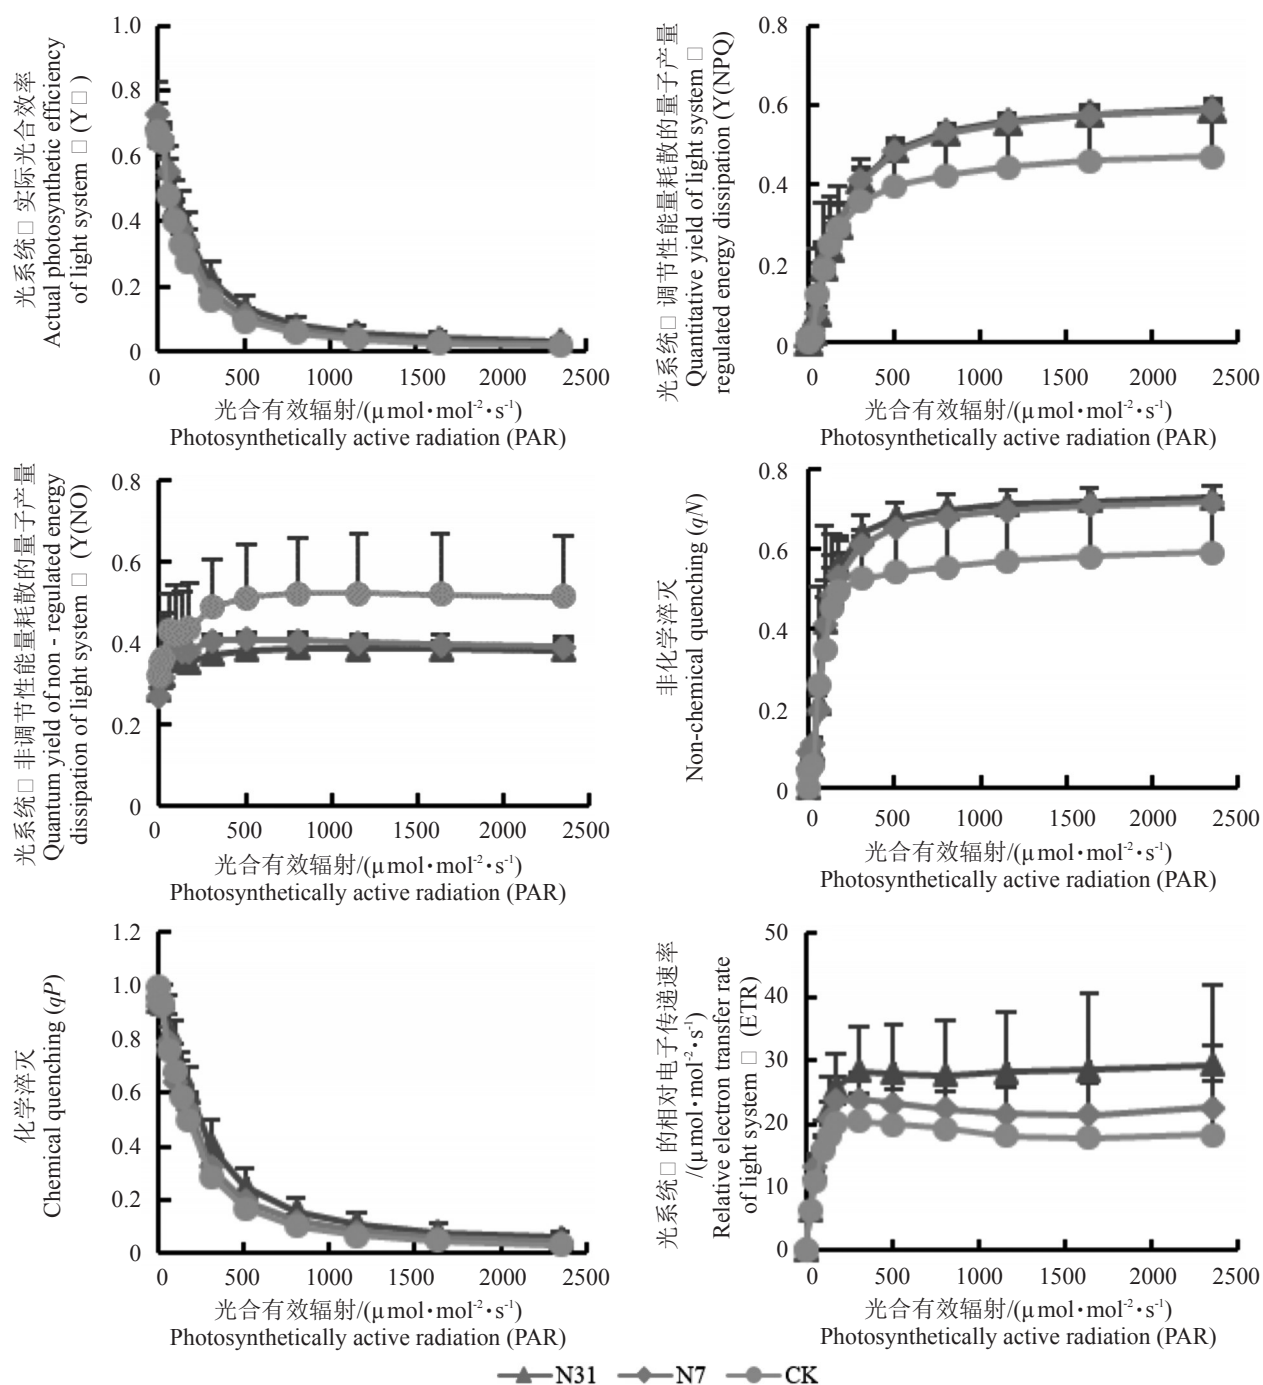 光系统□ 实际光合效率
Actual photosynthetic efficiency
of light system □ (Y□ )
1.0
0.8
0.6
0.4
0.2
0
0 500 1000 1500 2000 2500
光合有效辐射/(μmol·mol⁻²·s⁻¹)
Photosynthetically active radiation (PAR)
光系统□ 调节性能量耗散的量子产量
Quantitative yield of light system □
regulated energy dissipation (Y(NPQ)
0.8
0.6
0.4
0.2
0
0 500 1000 1500 2000 2500
光合有效辐射/(μmol·mol⁻²·s⁻¹)
Photosynthetically active radiation (PAR)
光系统□ 非调节性能量耗散的量子产量
Quantum yield of non - regulated energy
dissipation of light system □ (Y(NO)
0.8
0.6
0.4
0.2
0
0 500 1000 1500 2000 2500
光合有效辐射/(μmol·mol⁻²·s⁻¹)
Photosynthetically active radiation (PAR)
非化学淬灭
Non-chemical quenching (qN)
0.8
0.6
0.4
0.2
0
0 500 1000 1500 2000 2500
光合有效辐射/(μmol·mol⁻²·s⁻¹)
Photosynthetically active radiation (PAR)
化学淬灭
Chemical quenching (qP)
1.2
1.0
0.8
0.6
0.4
0.2
0
0 500 1000 1500 2000 2500
光合有效辐射/(μmol·mol⁻²·s⁻¹)
Photosynthetically active radiation (PAR)
光系统□ 的相对电子传递速率
/(μmol·mol⁻²·s⁻¹)
Relative electron transfer rate
of light system □ (ETR)
50
40
30
20
10
0
0 500 1000 1500 2000 2500
光合有效辐射/(μmol·mol⁻²·s⁻¹)
Photosynthetically active radiation (PAR)
N31 N7 CK